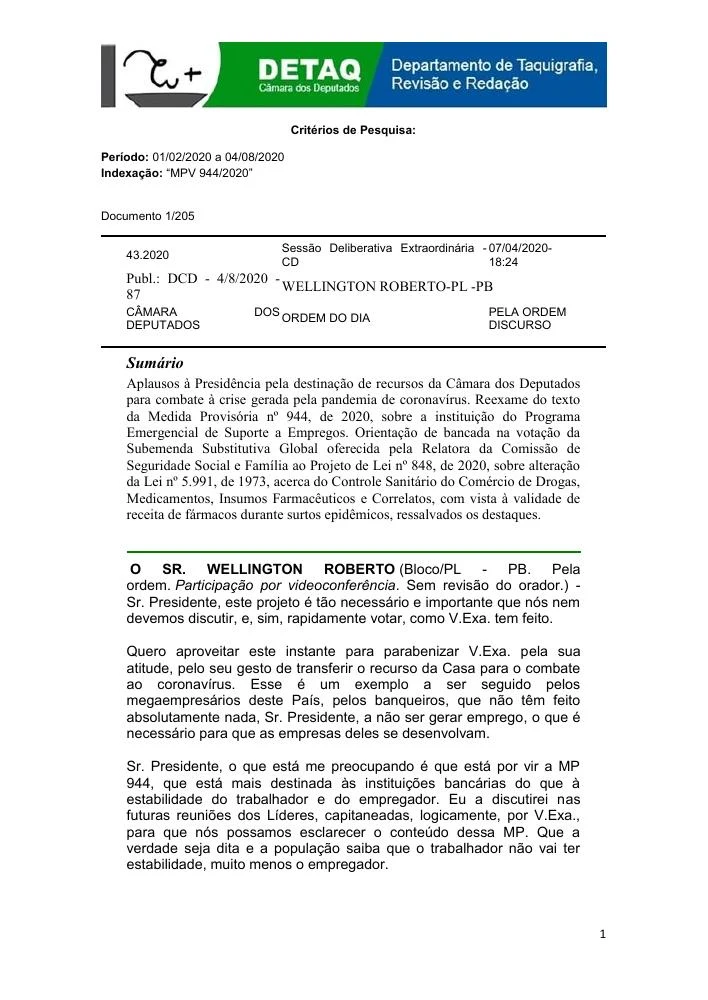 DETAQ
Câmara dos Deputados
Departamento de Taquigrafia,
Revisão e Redação
Critérios de Pesquisa:
Período: 01/02/2020 a 04/08/2020
Indexação: “MPV 944/2020”
Documento 1/205
43.2020
Sessão Deliberativa Extraordinária -
CD
07/04/2020-
18:24
Publ.: DCD - 4/8/2020 -
87
WELLINGTON ROBERTO-PL -PB
CÂMARA DOS
DEPUTADOS
ORDEM DO DIA
PELA ORDEM
DISCURSO
Sumário
Aplausos à Presidência pela destinação de recursos da Câmara dos Deputados
para combate à crise gerada pela pandemia de coronavírus. Reexame do texto
da Medida Provisória nº 944, de 2020, sobre a instituição do Programa
Emergencial de Suporte a Empregos. Orientação de bancada na votação da
Subemenda Substitutiva Global oferecida pela Relatora da Comissão de
Seguridade Social e Família ao Projeto de Lei nº 848, de 2020, sobre alteração
da Lei nº 5.991, de 1973, acerca do Controle Sanitário do Comércio de Drogas,
Medicamentos, Insumos Farmacêuticos e Correlatos, com vista à validade de
receita de fármacos durante surtos epidêmicos, ressalvados os destaques.
O SR. WELLINGTON ROBERTO (Bloco/PL - PB. Pela
ordem. Participação por videoconferência. Sem revisão do orador.) -
Sr. Presidente, este projeto é tão necessário e importante que nós nem
devemos discutir, e, sim, rapidamente votar, como V.Exa. tem feito.
Quero aproveitar este instante para parabenizar V.Exa. pela sua
atitude, pelo seu gesto de transferir o recurso da Casa para o combate
ao coronavírus. Esse é um exemplo a ser seguido pelos
megaempresários deste País, pelos banqueiros, que não têm feito
absolutamente nada, Sr. Presidente, a não ser gerar emprego, o que é
necessário para que as empresas deles se desenvolvam.
Sr. Presidente, o que está me preocupando é que está por vir a MP
944, que está mais destinada às instituições bancárias do que à
estabilidade do trabalhador e do empregador. Eu a discutirei nas
futuras reuniões dos Líderes, capitaneadas, logicamente, por V.Exa.,
para que nós possamos esclarecer o conteúdo dessa MP. Que a
verdade seja dita e a população saiba que o trabalhador não vai ter
estabilidade, muito menos o empregador.
1